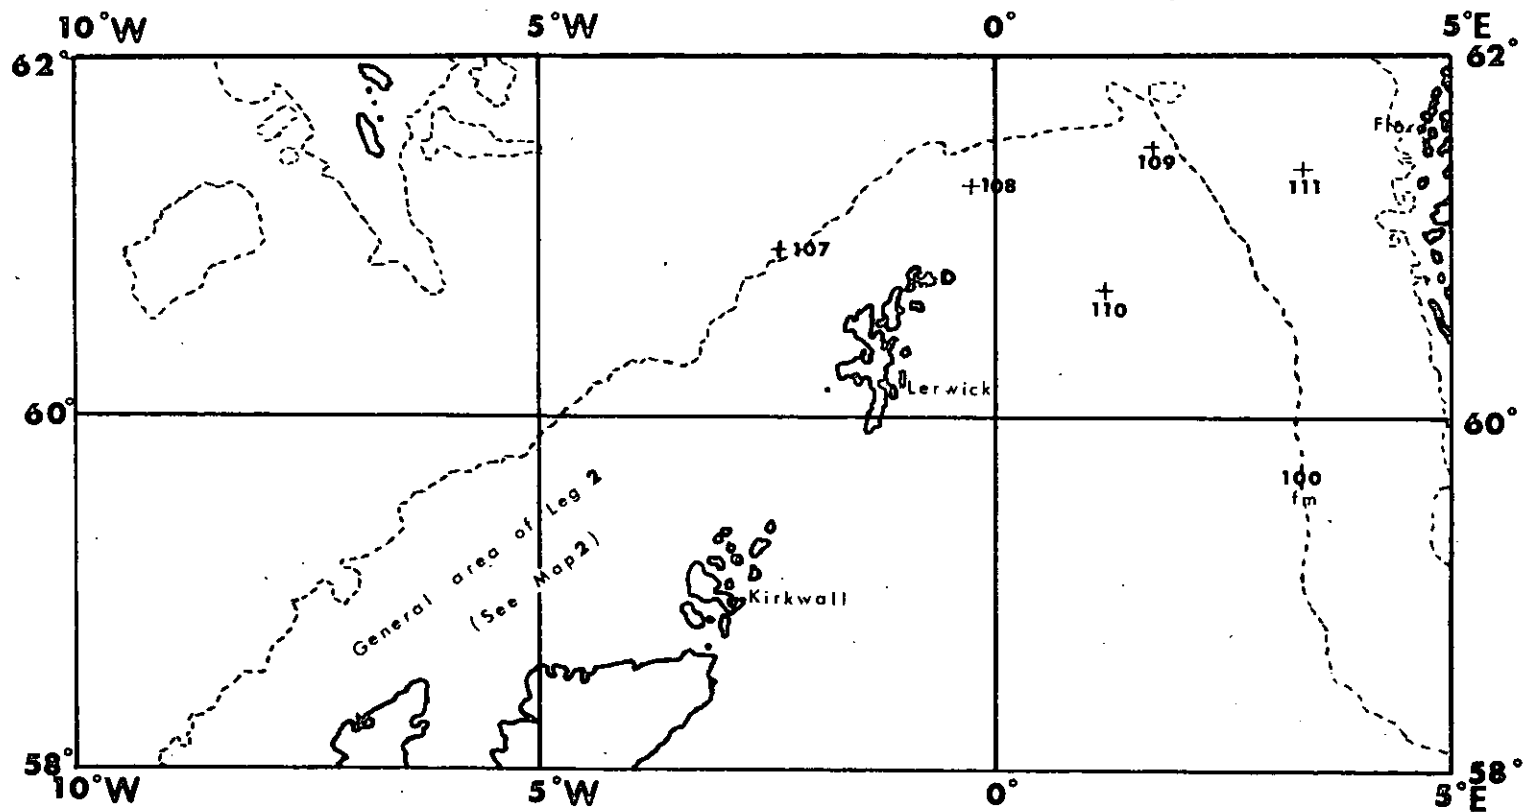 10°W 5°W 0° 5°E
62° 62°
Florø
109
111
108
107
110
Lerwick
60° 60°
100
fm
General area of Leg 2
(See Map 2)
Kirkwall
58° 58°
10°W 5°W 0° 5°E